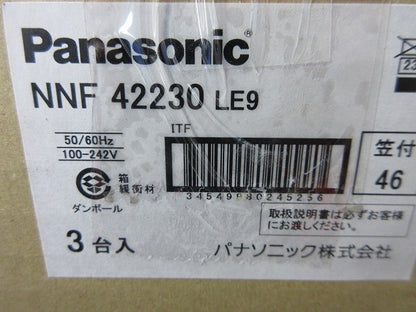 Panasonic®
NNF 42230 LE9
50/60Hz
100-242V
ITF
箱
緩衝材
ダンボール
笠付
46
取扱説明書は必ずお客様
にお渡しください。
3台入
パナソニック株式会社